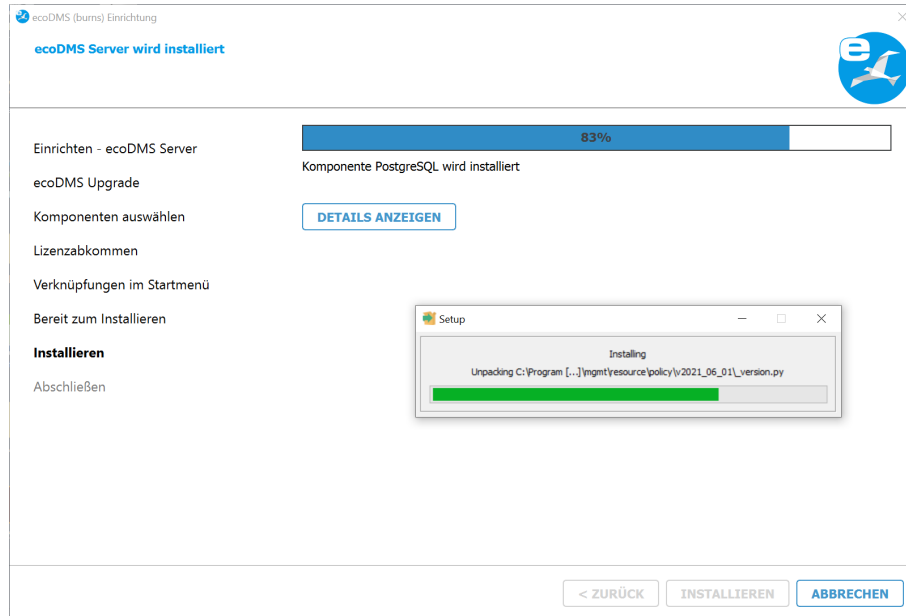 ecoDMS (burns) Einrichtung
ecoDMS Server wird installiert
e
Einrichten - ecoDMS Server
ecoDMS Upgrade
Komponenten auswählen
Lizenzabkommen
Verknüpfungen im Startmenü
Bereit zum Installieren
Installieren
Abschließen
83%
Komponente PostgreSQL wird installiert
DETAILS ANZEIGEN
Setup
Installing
Unpacking C:\Program [...]\mgmt\resource\policy\v2021_06_01\_version.py
< ZURÜCK
INSTALLIEREN
ABBRECHEN